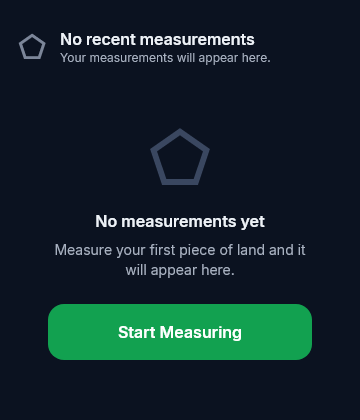 No recent measurements
Your measurements will appear here.
No measurements yet
Measure your first piece of land and it
will appear here.
Start Measuring